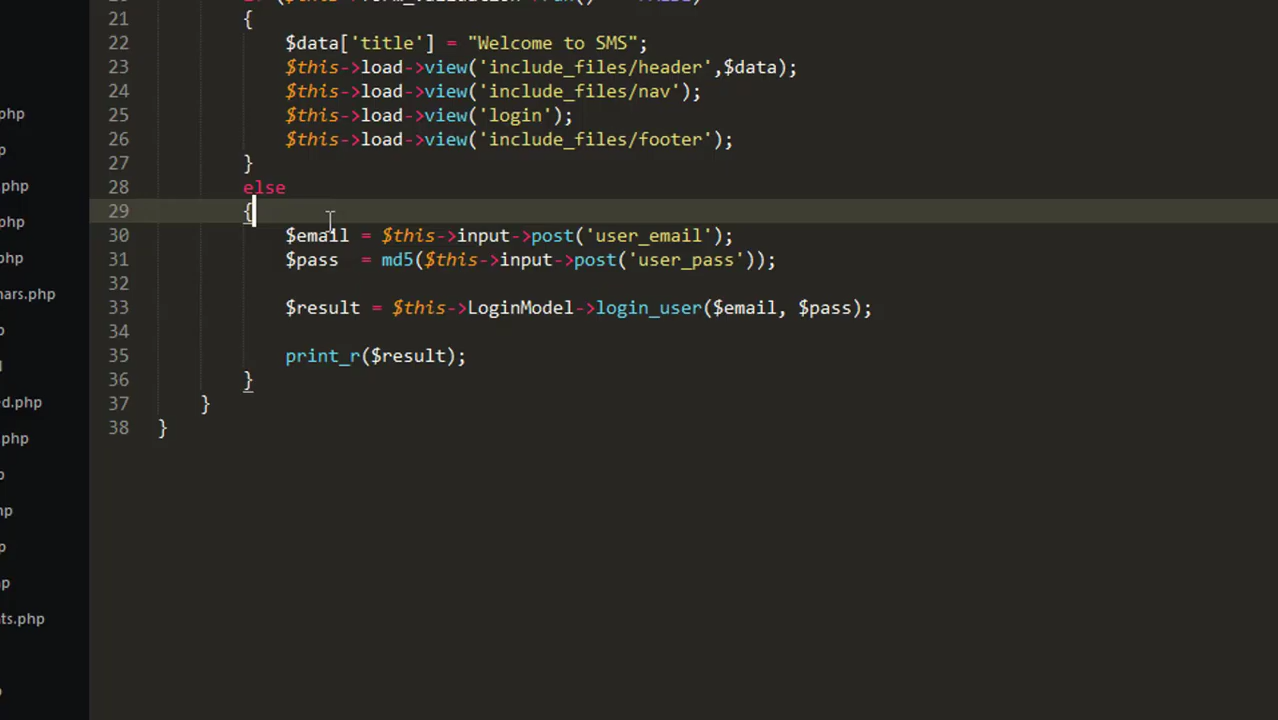 21 {
22 $data['title'] = "Welcome to SMS";
23 $this->load->view('include_files/header',$data);
24 $this->load->view('include_files/nav');
25 $this->load->view('login');
26 $this->load->view('include_files/footer');
27 }
28 else
29 {
30 $email = $this->input->post('user_email');
31 $pass  = md5($this->input->post('user_pass'));
32
33 $result = $this->LoginModel->login_user($email, $pass);
34
35 print_r($result);
36 }
37 }
38 }